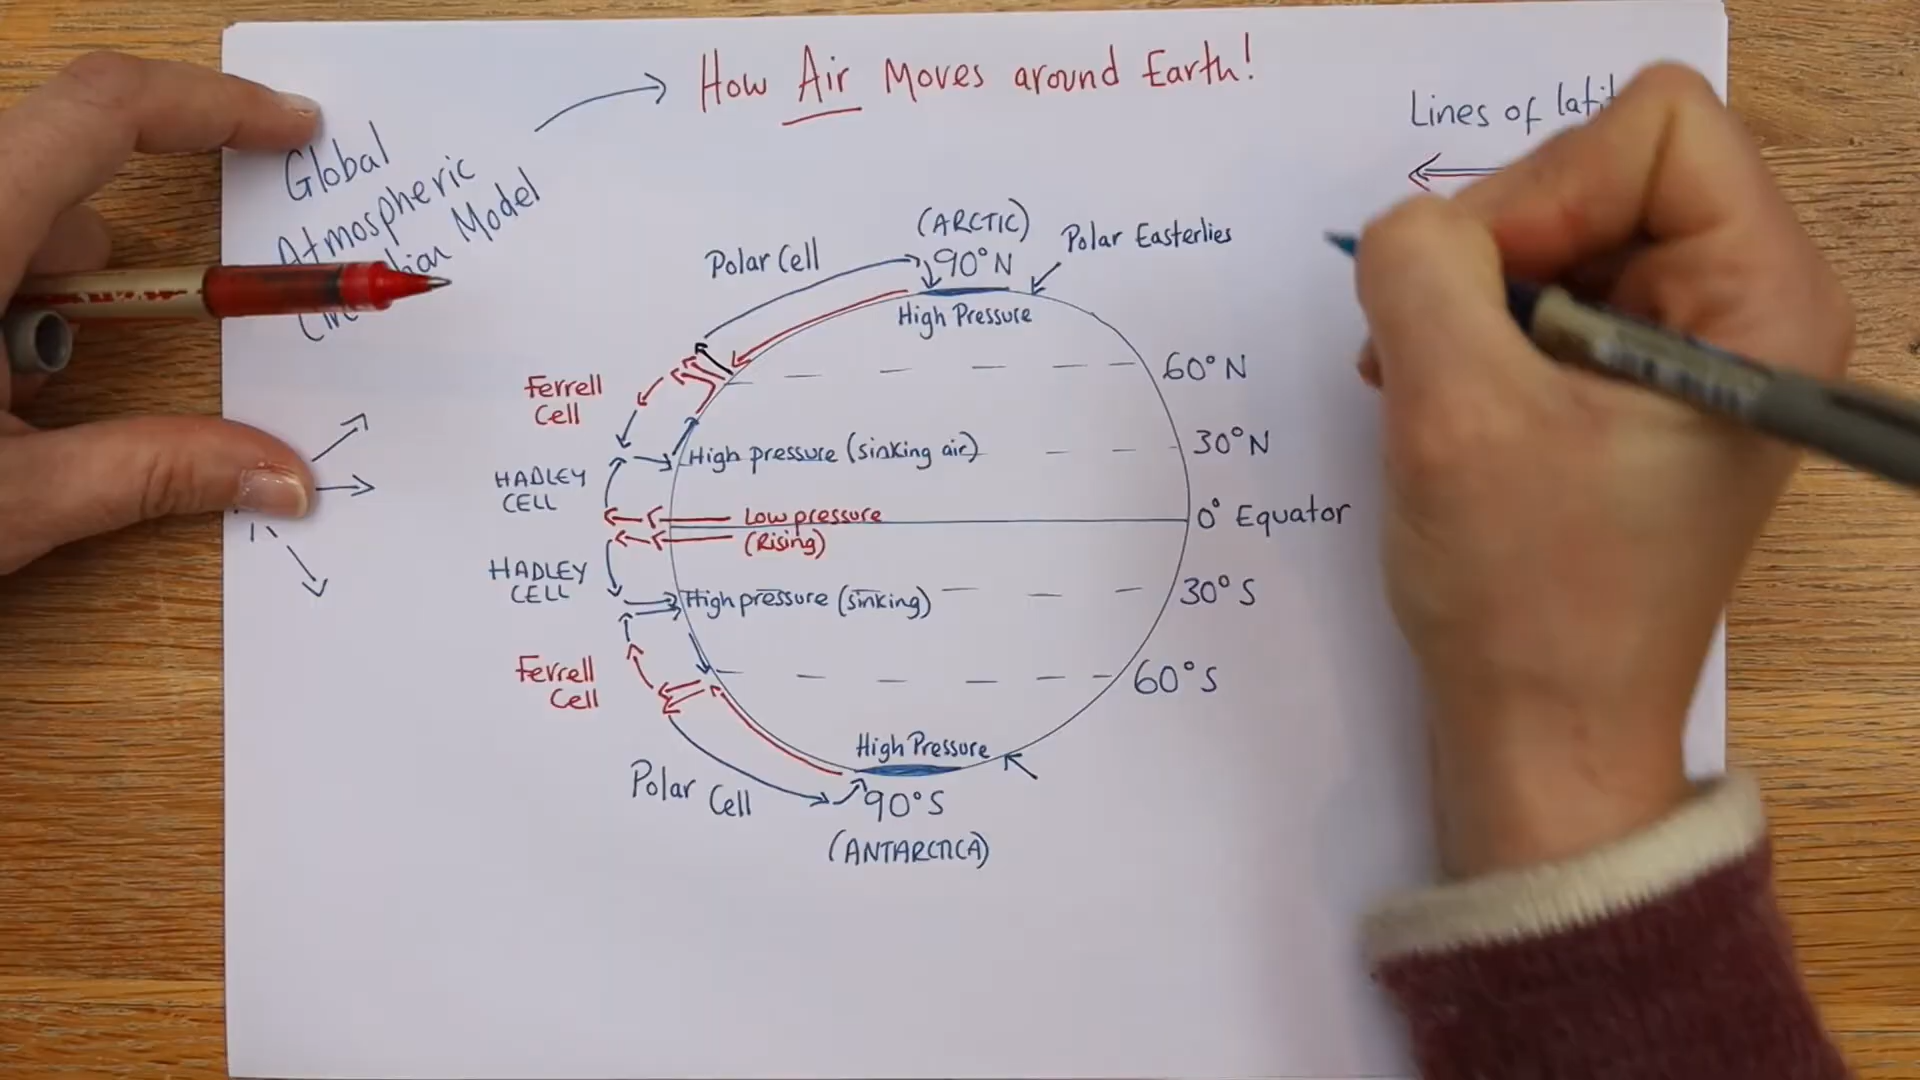 How Air Moves around Earth!
Lines of
Global
Atmospheric
Model
(ARCTIC)
90°N
Polar Easterlies
Polar Cell
High Pressure
60°N
Ferrell
Cell
30°N
High pressure (sinking air)
HADLEY
CELL
Low pressure
(Rising)
0° Equator
HADLEY
CELL
High pressure (sinking)
30°S
Ferrell
Cell
60°S
High Pressure
Polar Cell
90°S
(ANTARCTICA)